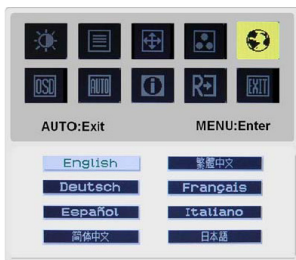 OSD AUTO EXIT
AUTO:Exit MENU:Enter
English 繁體中文
Deutsch Français
Español Italiano
简体中文 日本語